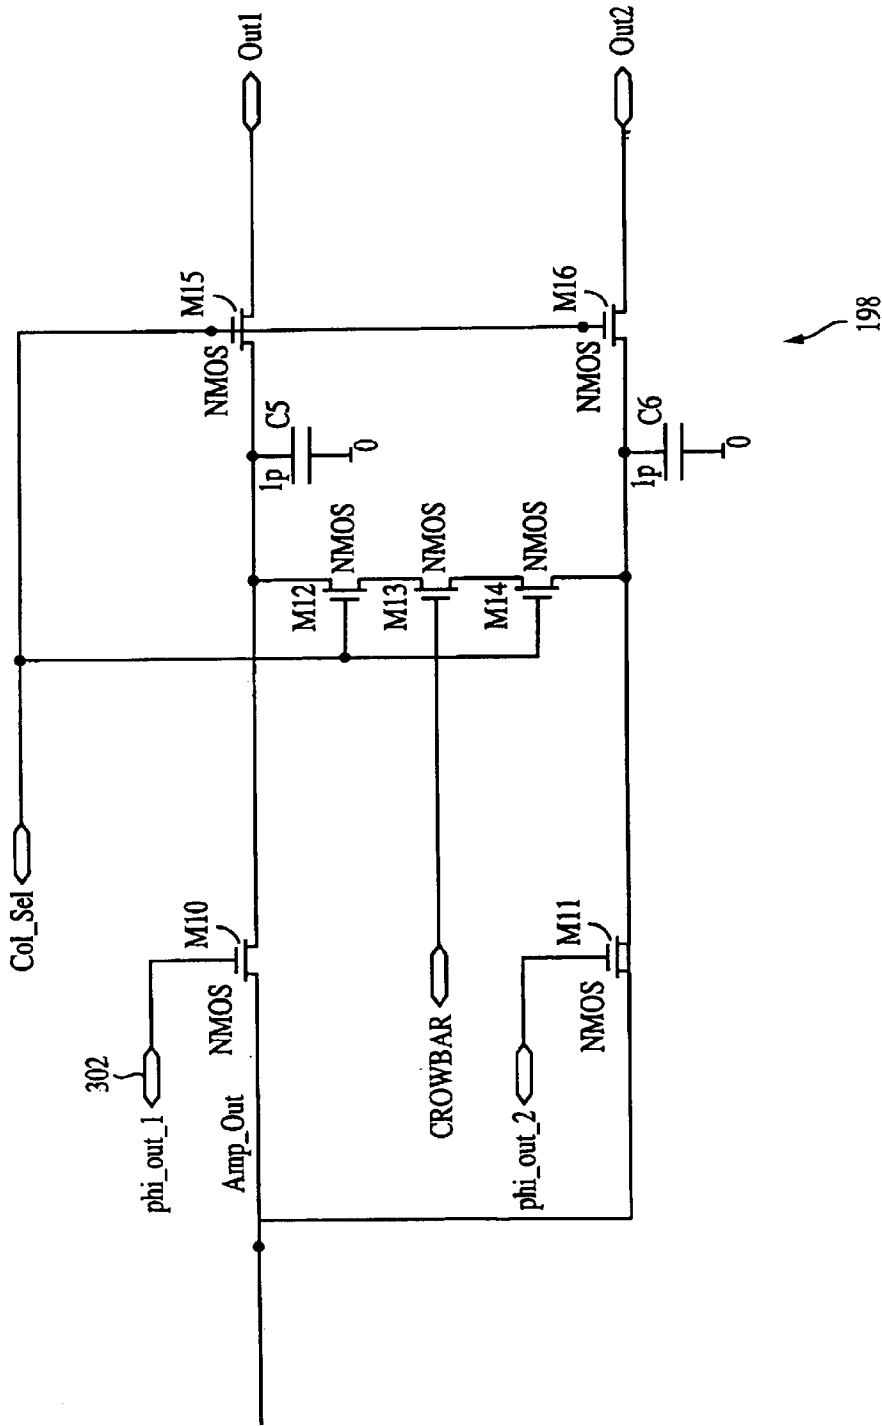 Col_Sel
302
phi_out_1
M10
NMOS
Amp_Out
M15
NMOS
Out1
C5
1p
0
M12
NMOS
M13
NMOS
M14
NMOS
CROWBAR
phi_out_2
M11
NMOS
M16
NMOS
Out2
C6
1p
0
198